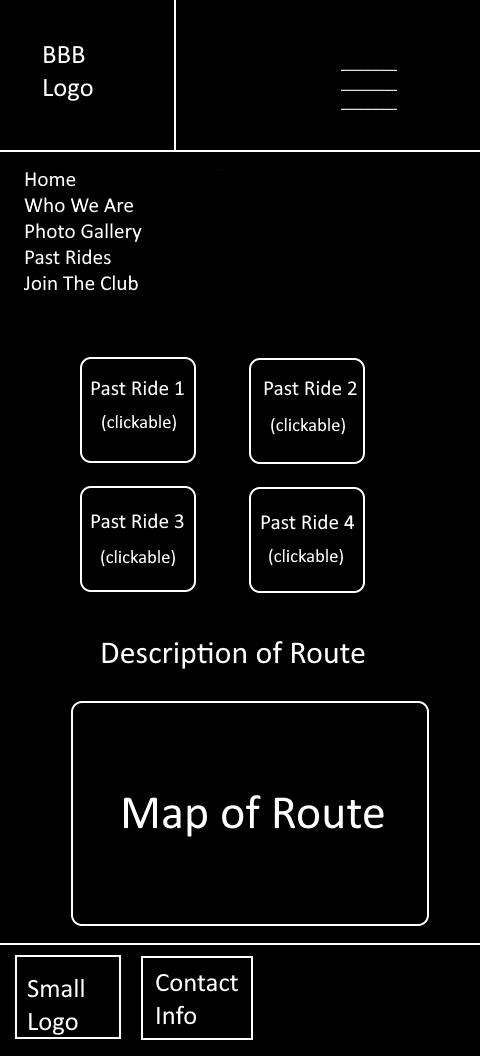 BBB
Logo
Home
Who We Are
Photo Gallery
Past Rides
Join The Club
Past Ride 1
(clickable)
Past Ride 2
(clickable)
Past Ride 3
(clickable)
Past Ride 4
(clickable)
Description of Route
Map of Route
Small
Logo
Contact
Info